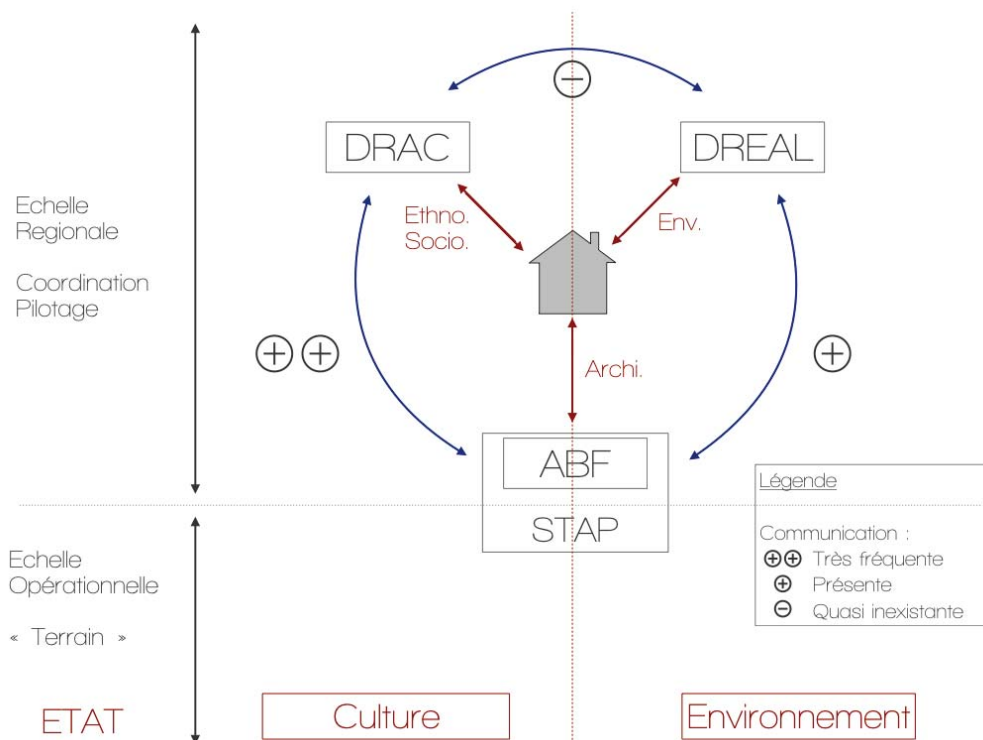 DRAC
DREAL
Ethno.
Socio.
Env.
Echelle
Regionale
Coordination
Pilotage
Archi.
ABF
STAP
Légende
Communication :
Très fréquente
Présente
Quasi inexistante
Echelle
Opérationnelle
« Terrain »
ETAT
Culture
Environnement